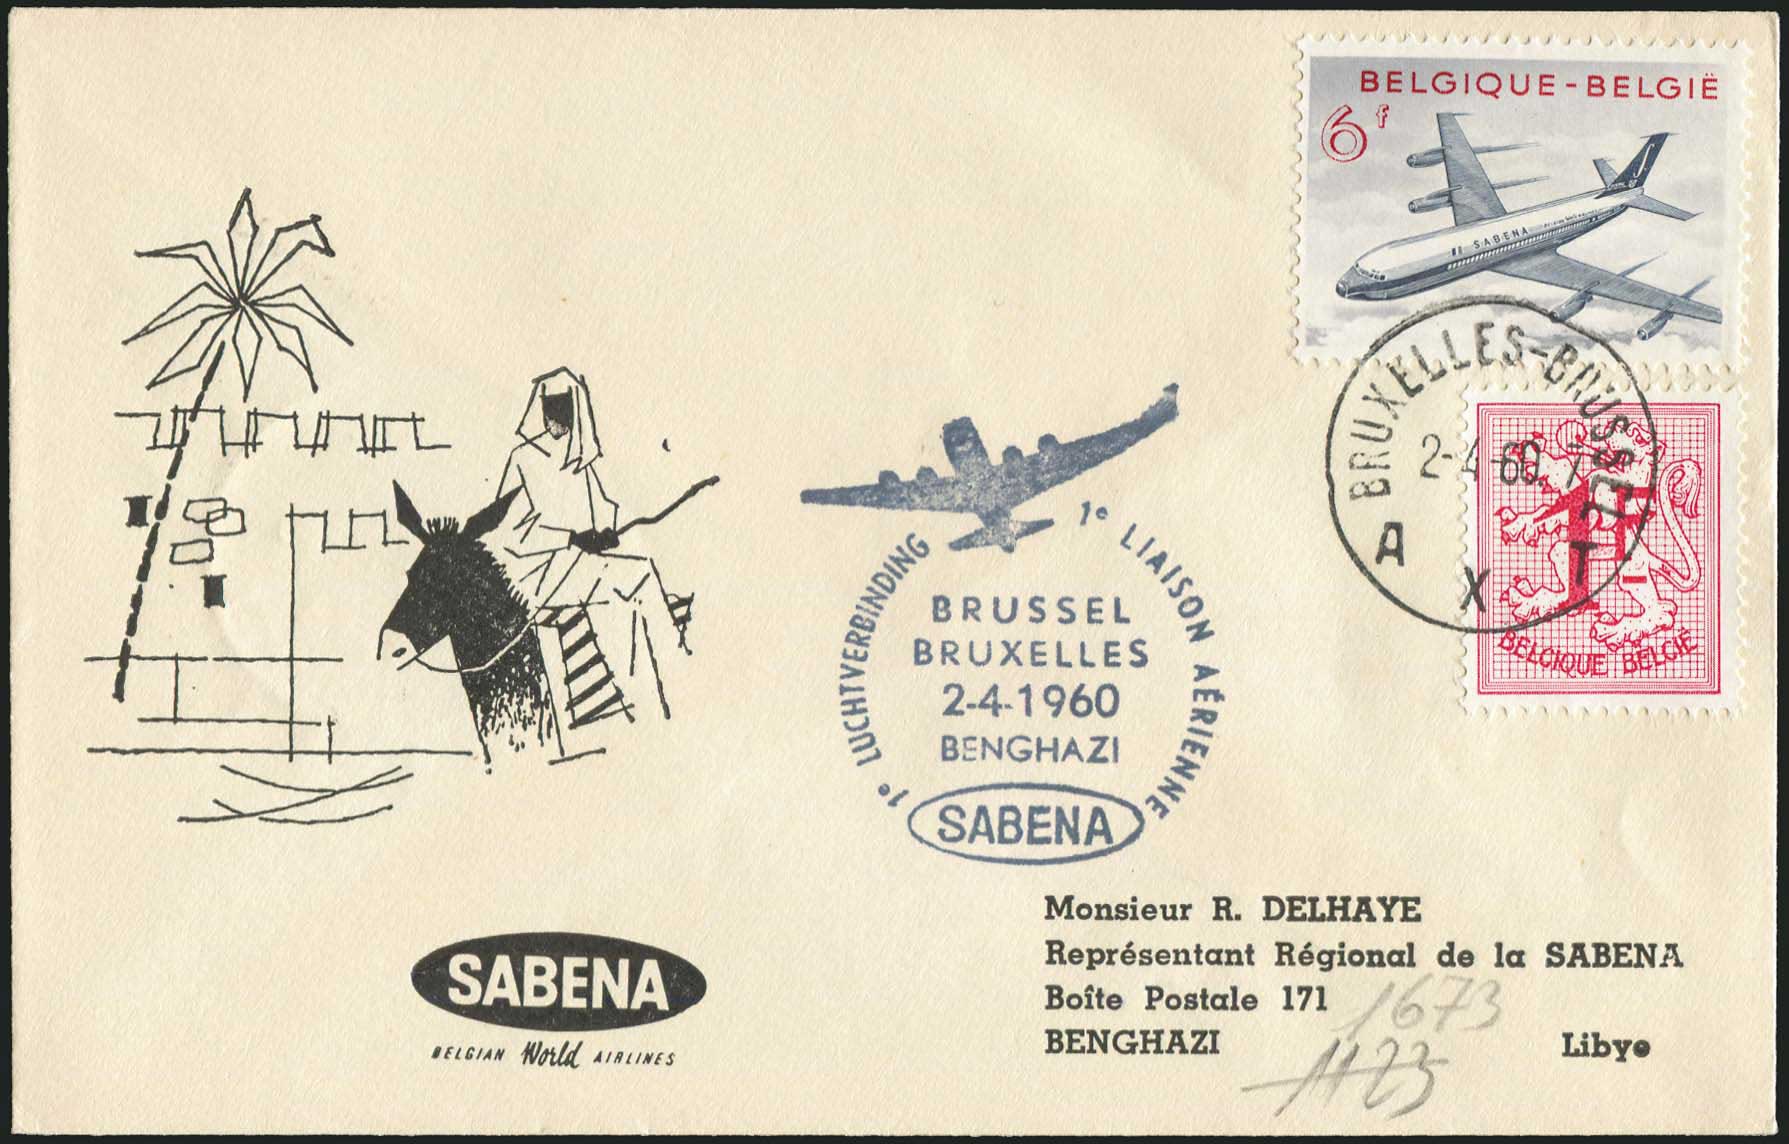 BELGIQUE-BELGIË
6f
SABENA
BRUXELLES-BRUSSEL
2-4-60 7
A X T
1F
BELGIQUE BELGIË
1e LUCHTVERBINDING
1e LIAISON AÉRIENNE
BRUSSEL
BRUXELLES
2-4-1960
BENGHAZI
SABENA
Monsieur R. DELHAYE
Représentant Régional de la SABENA
Boîte Postale 171
BENGHAZI Libye
1673
1123
SABENA
BELGIAN World AIRLINES